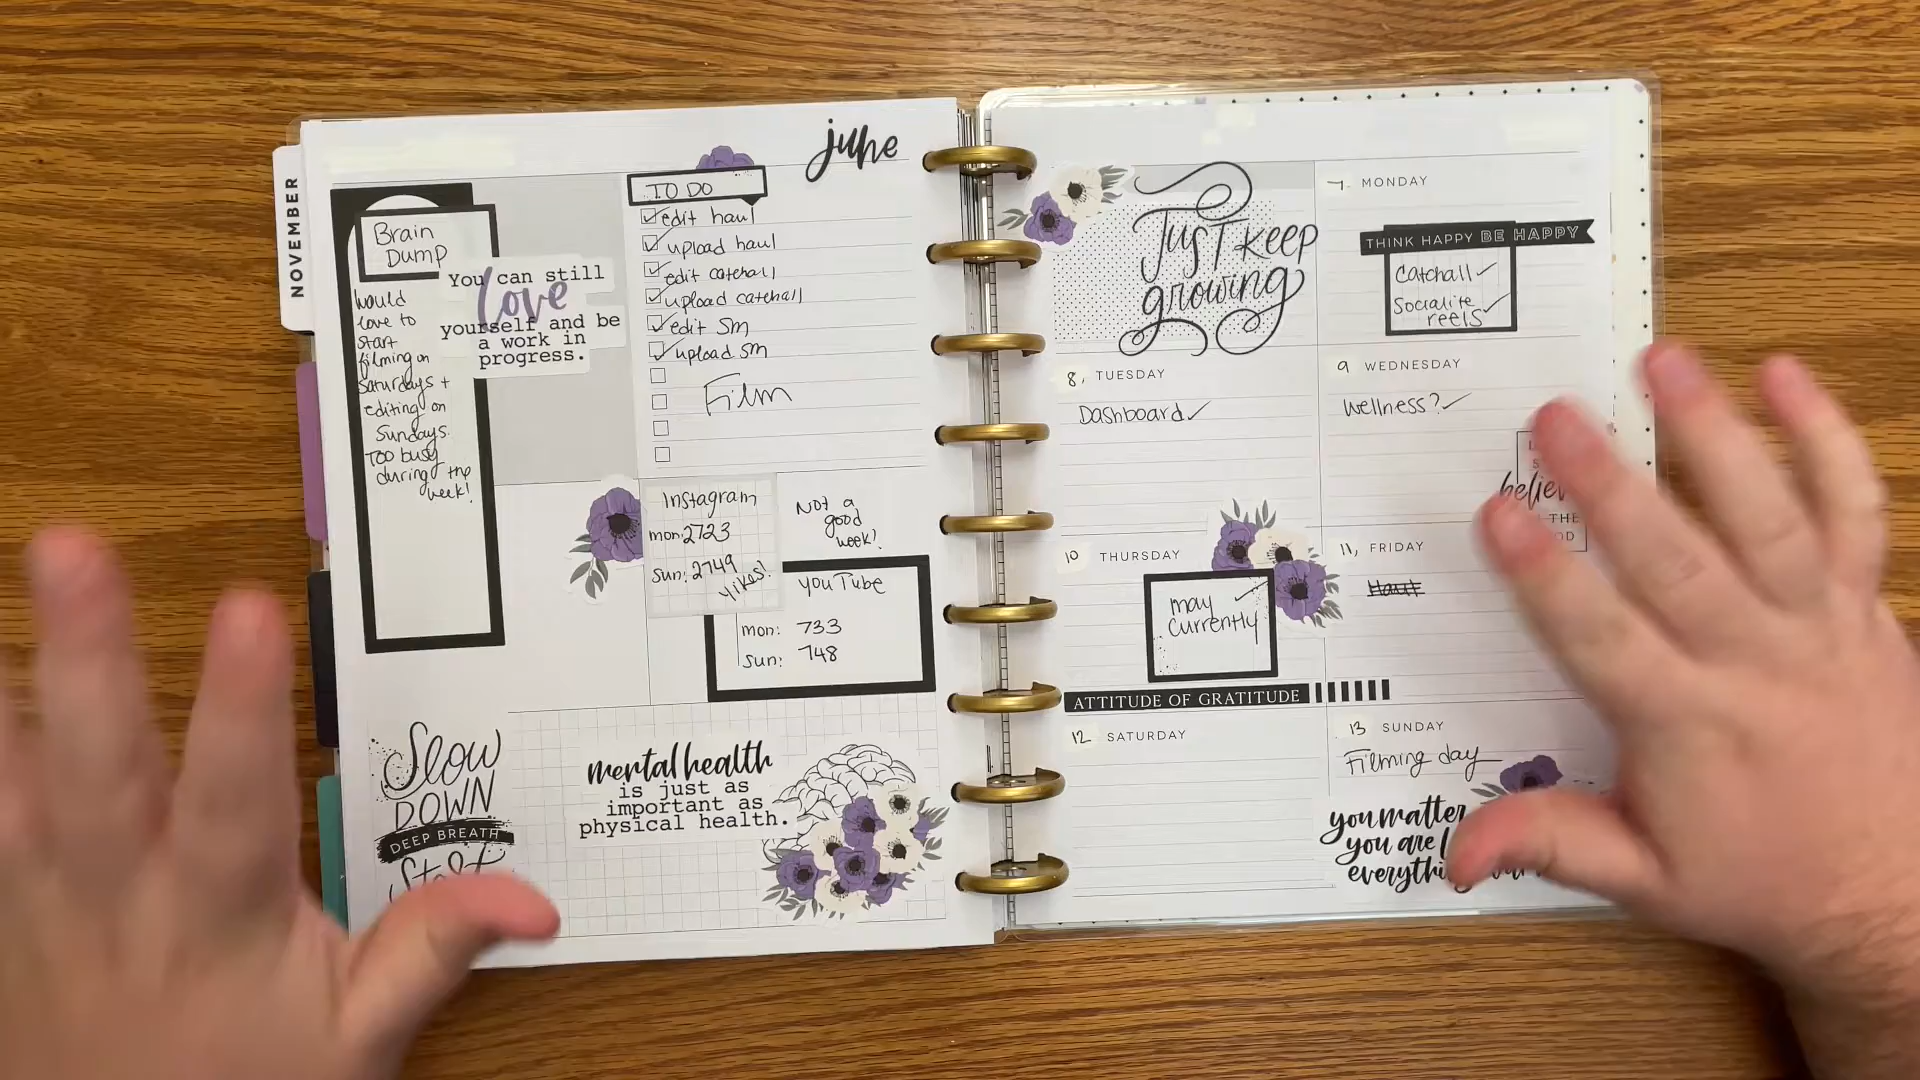 NOVEMBER
june
Brain
Dump
would
love to
start
filming on
Saturdays +
editing on
Sundays.
Too busy
during the
week!
You can still
love
yourself and be
a work in
progress.
TO DO
edit haul
upload haul
edit catchall
upload catchall
edit SM
upload SM
Film
Instagram
mon: 2723
Sun: 2749
Yikes!
Not a
good
week!
YouTube
mon: 733
Sun: 748
Slow
DOWN
DEEP BREATH
Start
mental health
is just as
important as
physical health.
Just keep
growing
7. MONDAY
THINK HAPPY BE HAPPY
Catchall
Socialite
reels
8, TUESDAY
Dashboard
9 WEDNESDAY
Wellness?
believe
THE
10 THURSDAY
may
Currently
11, FRIDAY
Haul
ATTITUDE OF GRATITUDE
12 SATURDAY
13 SUNDAY
Filming day
you matter
you are